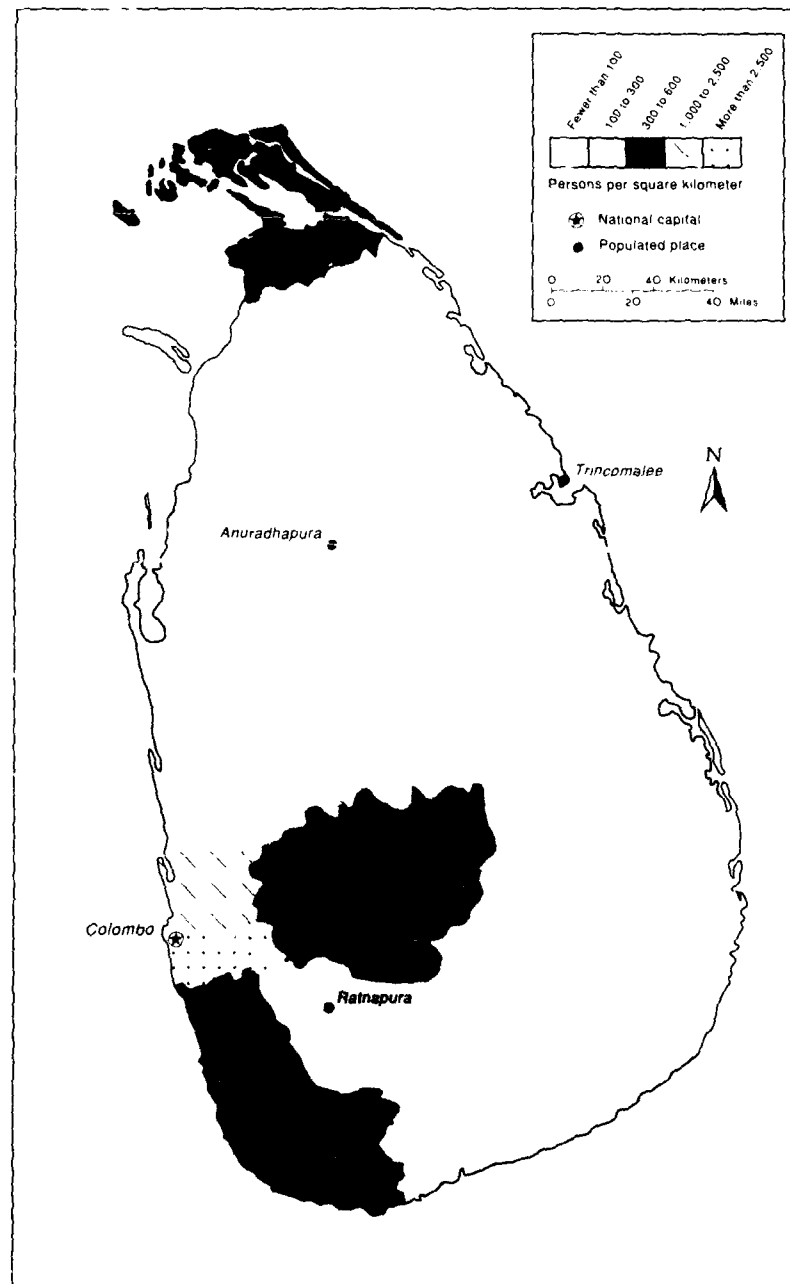 Fewer than 100
100 to 300
300 to 600
1.000 to 2.500
More than 2.500
Persons per square kilometer
National capital
Populated place
0 20 40 Kilometers
0 20 40 Miles
N
Trincomalee
Anuradhapura
Colombo
Ratnapura